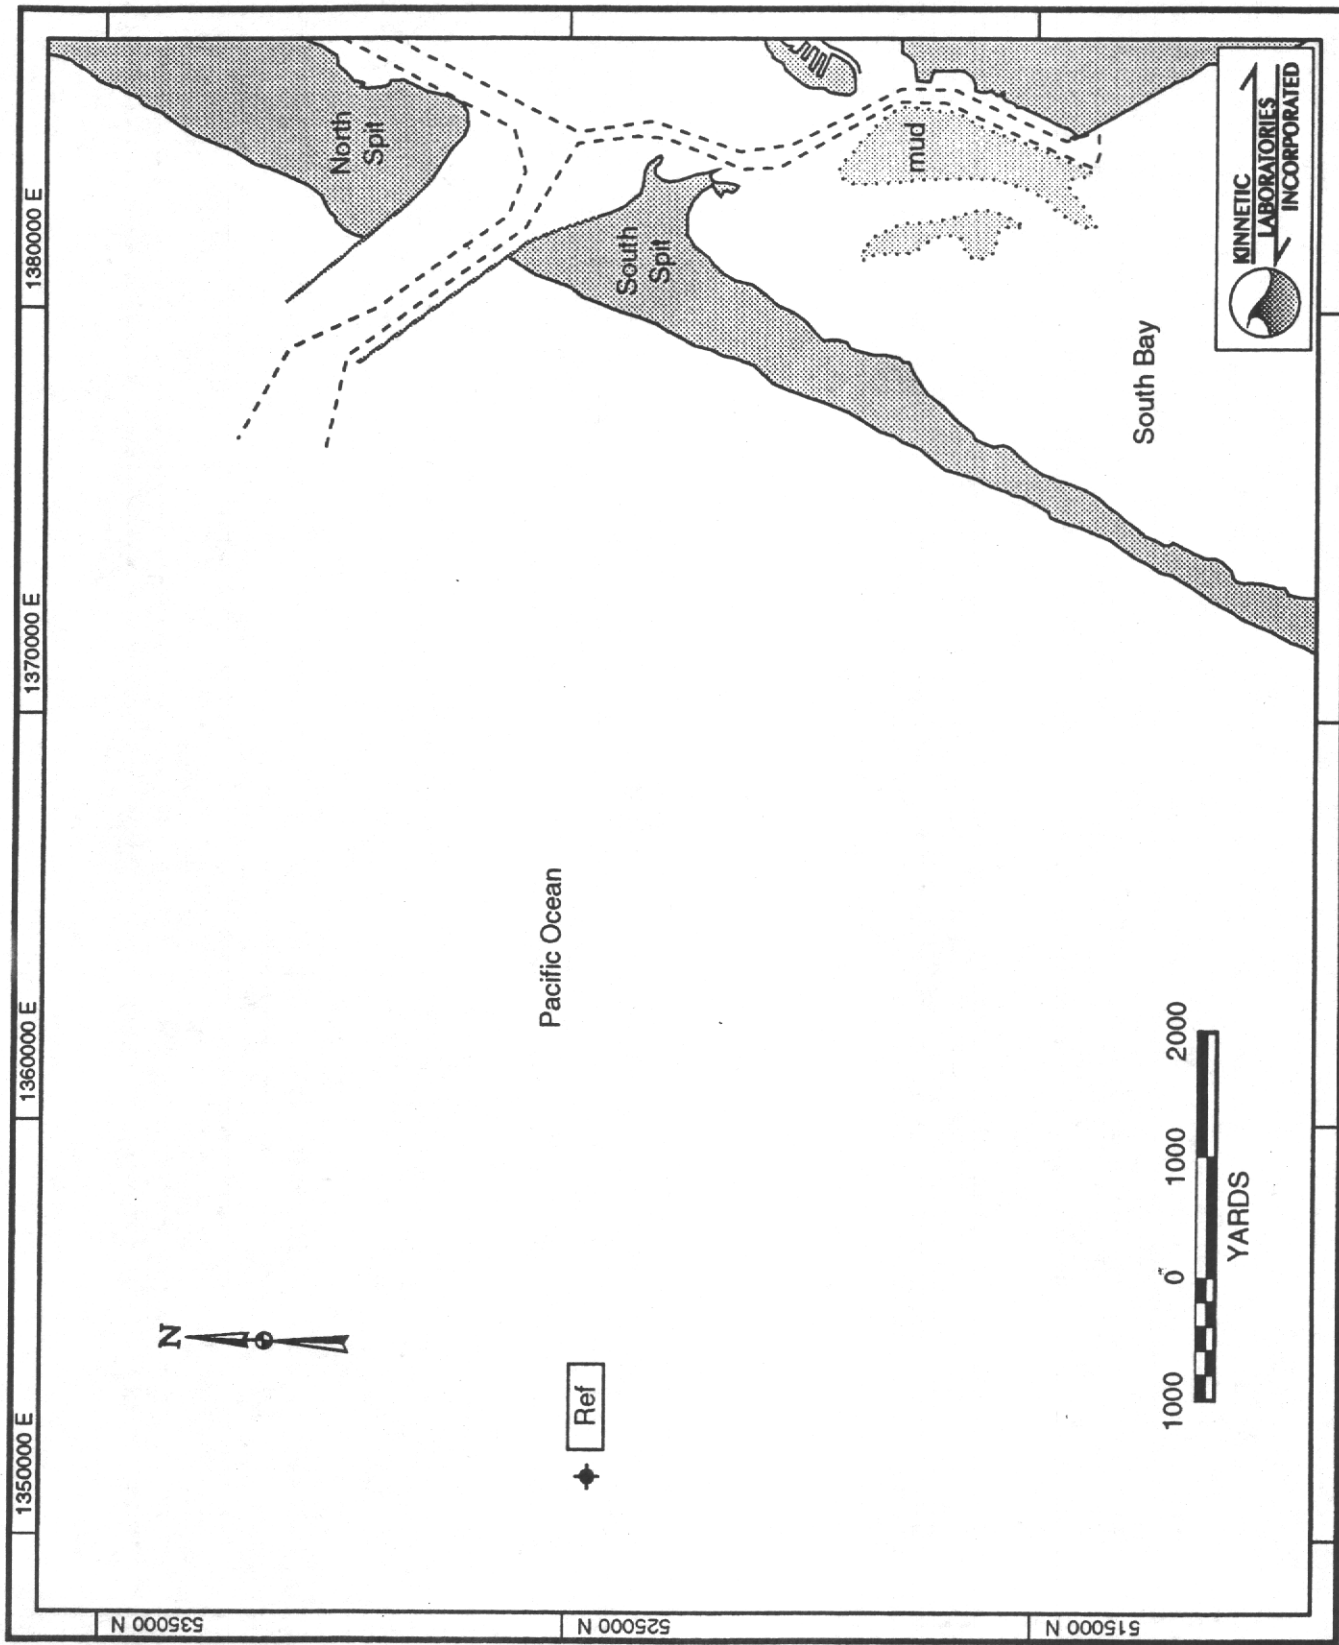 1350000 E
1360000 E
1370000 E
1380000 E
535000 N
525000 N
515000 N
N
North
Spit
South
Spit
Pacific Ocean
Ref
mud
South Bay
1000 0 1000 2000
YARDS
KINNETIC
LABORATORIES
INCORPORATED